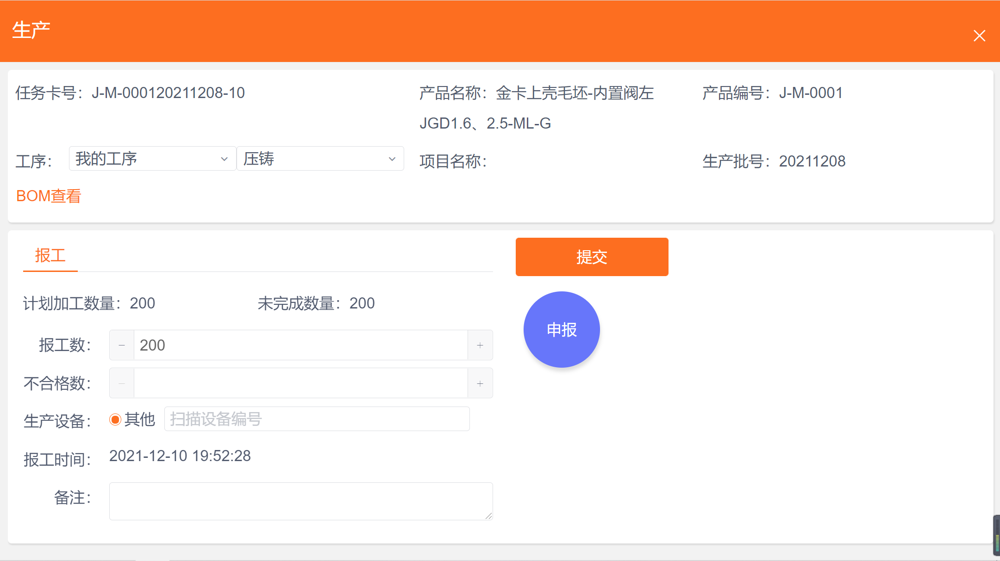 生产
任务卡号：J-M-000120211208-10
产品名称：金卡上壳毛坯-内置阀左
JGD1.6、2.5-ML-G
产品编号：J-M-0001
工序：
我的工序
压铸
项目名称：
生产批号：20211208
BOM查看
报工
提交
计划加工数量：200
未完成数量：200
申报
报工数：
200
不合格数：
生产设备：
其他
扫描设备编号
报工时间：
2021-12-10 19:52:28
备注：